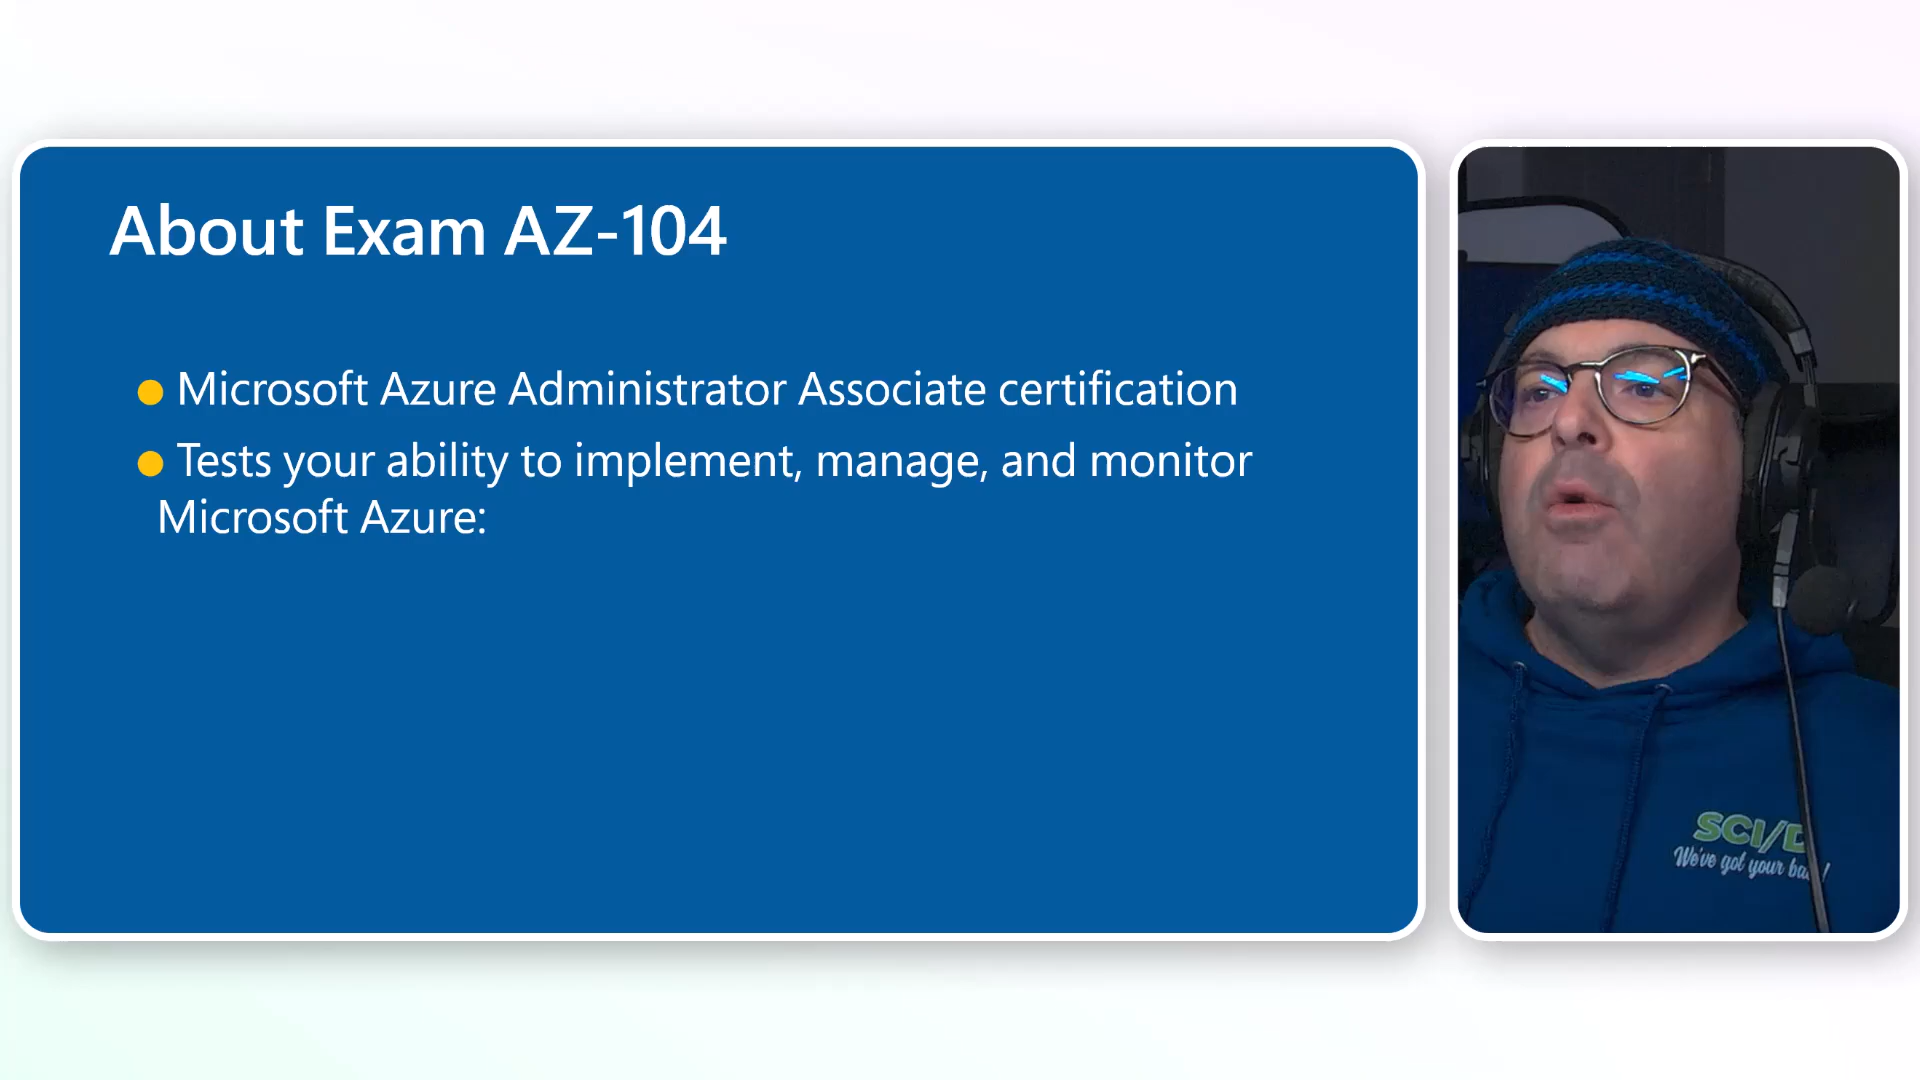 About Exam AZ-104
Microsoft Azure Administrator Associate certification
Tests your ability to implement, manage, and monitor
Microsoft Azure:
SCI/D
We've got your